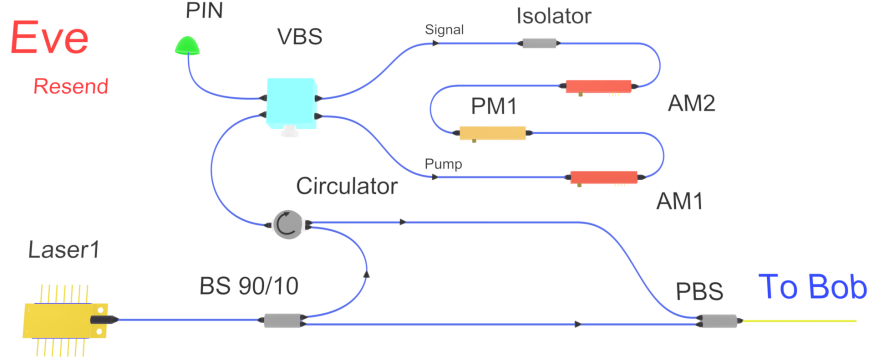 PIN
Isolator
Eve
VBS
Signal
Resend
PM1
AM2
Pump
Circulator
AM1
Laser1
BS 90/10
PBS
To Bob